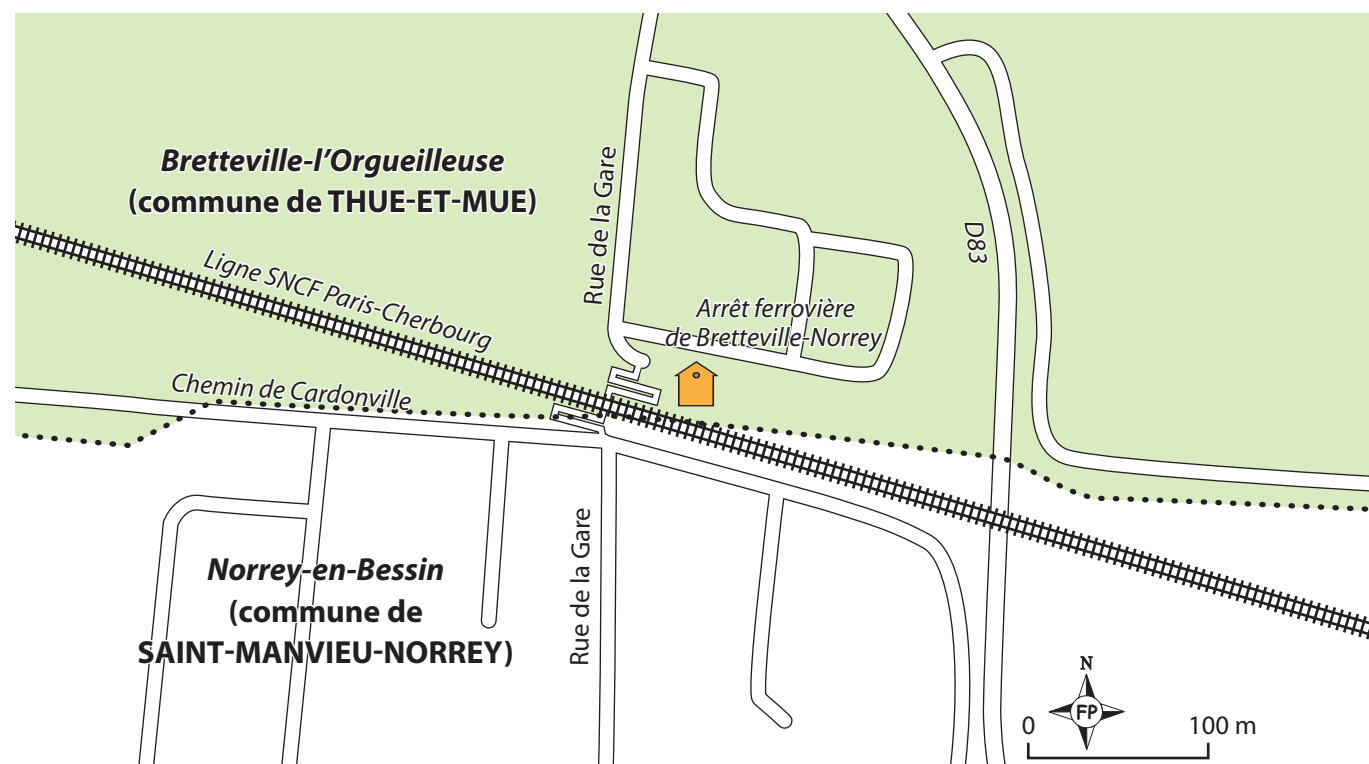 Bretteville-l’Orgueilleuse
(commune de THUE-ET-MUE)
Rue de la Gare
D83
Ligne SNCF Paris-Cherbourg
Arrêt ferrovière
de Bretteville-Norrey
Chemin de Cardonville
Rue de la Gare
Norrey-en-Bessin
(commune de
SAINT-MANVIEU-NORREY)
N
FP
0 100 m